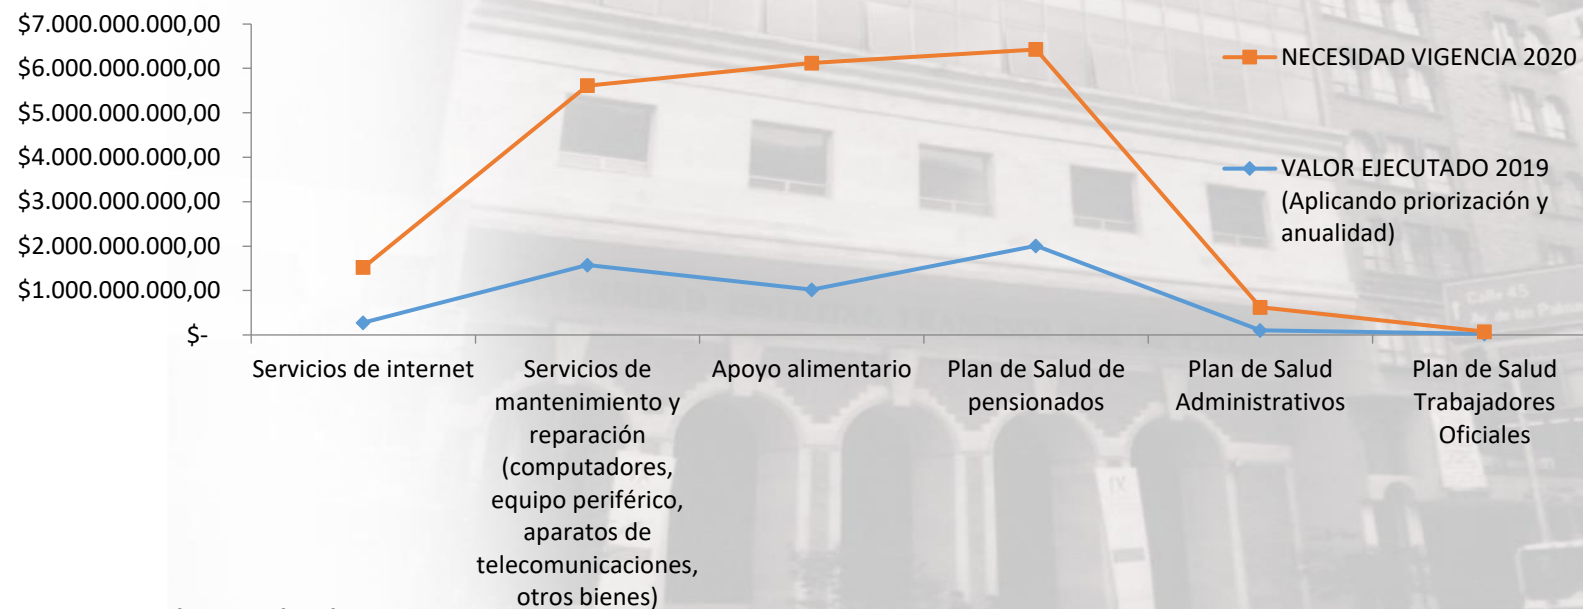 $7.000.000.000,00
$6.000.000.000,00
$5.000.000.000,00
$4.000.000.000,00
$3.000.000.000,00
$2.000.000.000,00
$1.000.000.000,00
$-
Servicios de internet
Servicios de
mantenimiento y
reparación
(computadores,
equipo periférico,
aparatos de
telecomunicaciones,
otros bienes)
Apoyo alimentario
Plan de Salud de
pensionados
Plan de Salud
Administrativos
Plan de Salud
Trabajadores
Oficiales
NECESIDAD VIGENCIA 2020
VALOR EJECUTADO 2019
(Aplicando priorización y
anualidad)
Calle 45